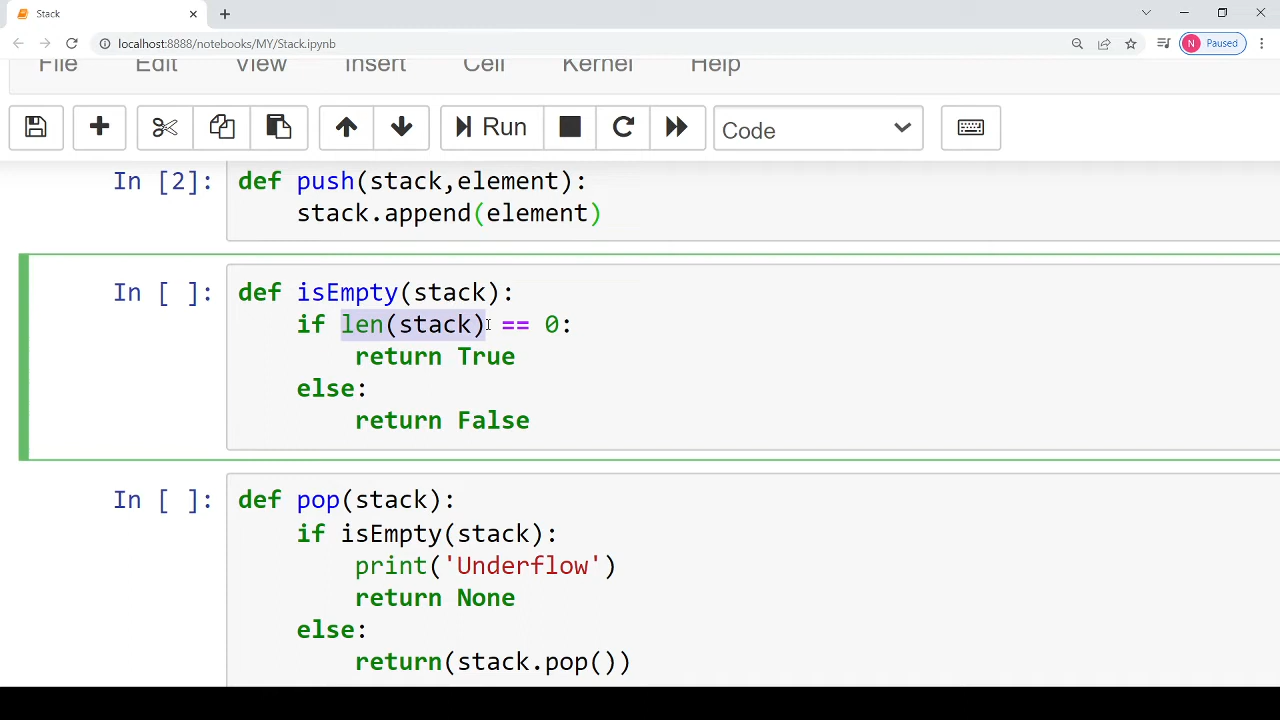 Stack
localhost:8888/notebooks/MY/Stack.ipynb
N Paused
File Edit View Insert Cell Kernel Help
Run Code
In [2]: def push(stack,element):
stack.append(element)
In [ ]: def isEmpty(stack):
if len(stack) == 0:
return True
else:
return False
In [ ]: def pop(stack):
if isEmpty(stack):
print('Underflow')
return None
else:
return(stack.pop())